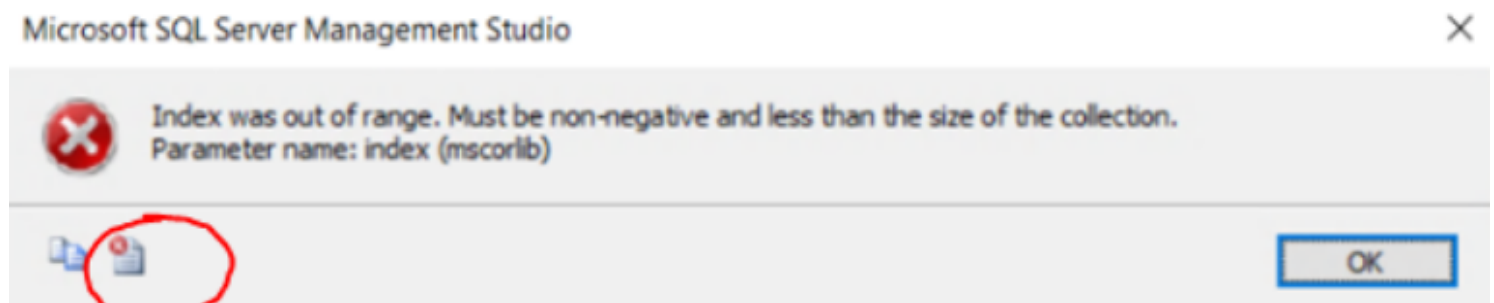 Microsoft SQL Server Management Studio
Index was out of range. Must be non-negative and less than the size of the collection.
Parameter name: index (mscorlib)
OK